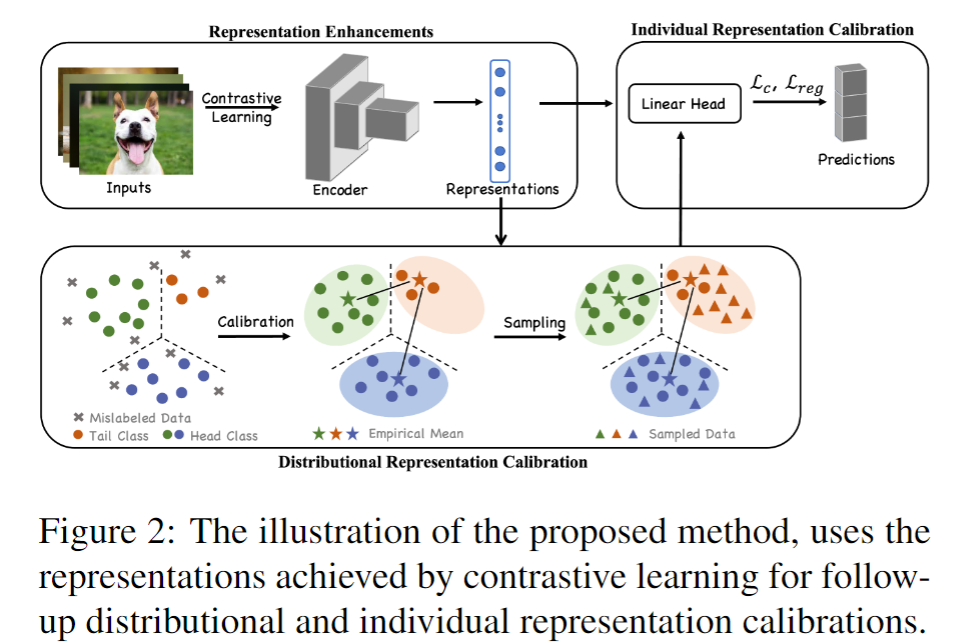 Representation Enhancements
Individual Representation Calibration
Contrastive
Learning
Inputs
Encoder
Representations
Linear Head
ℒc, ℒreg
Predictions
Calibration
Sampling
Mislabeled Data
Tail Class
Head Class
Empirical Mean
Sampled Data
Distributional Representation Calibration
Figure 2: The illustration of the proposed method, uses the
representations achieved by contrastive learning for follow-
up distributional and individual representation calibrations.